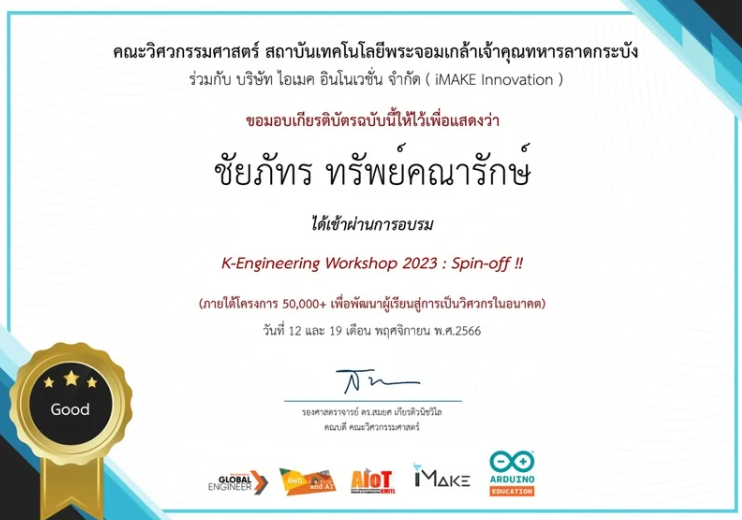 คณะวิศวกรรมศาสตร์ สถาบันเทคโนโลยีพระจอมเกล้าเจ้าคุณทหารลาดกระบัง
ร่วมกับ บริษัท ไอเมค อินโนเวชั่น จำกัด ( iMAKE Innovation )
ขอมอบเกียรติบัตรฉบับนี้ให้ไว้เพื่อแสดงว่า
ชัยภัทร ทรัพย์คณารักษ์
ได้เข้าผ่านการอบรม
K-Engineering Workshop 2023 : Spin-off !!
(ภายใต้โครงการ 50,000+ เพื่อพัฒนาผู้เรียนสู่การเป็นวิศวกรในอนาคต)
วันที่ 12 และ 19 เดือน พฤศจิกายน พ.ศ.2566
Good
รองศาสตราจารย์ ดร.สมยศ เกียรติวนิชวิไล
คณบดี คณะวิศวกรรมศาสตร์
GLOBAL
ENGINEER
and AI
AIoT
KMITL
iMAKE
ARDUINO
EDUCATION